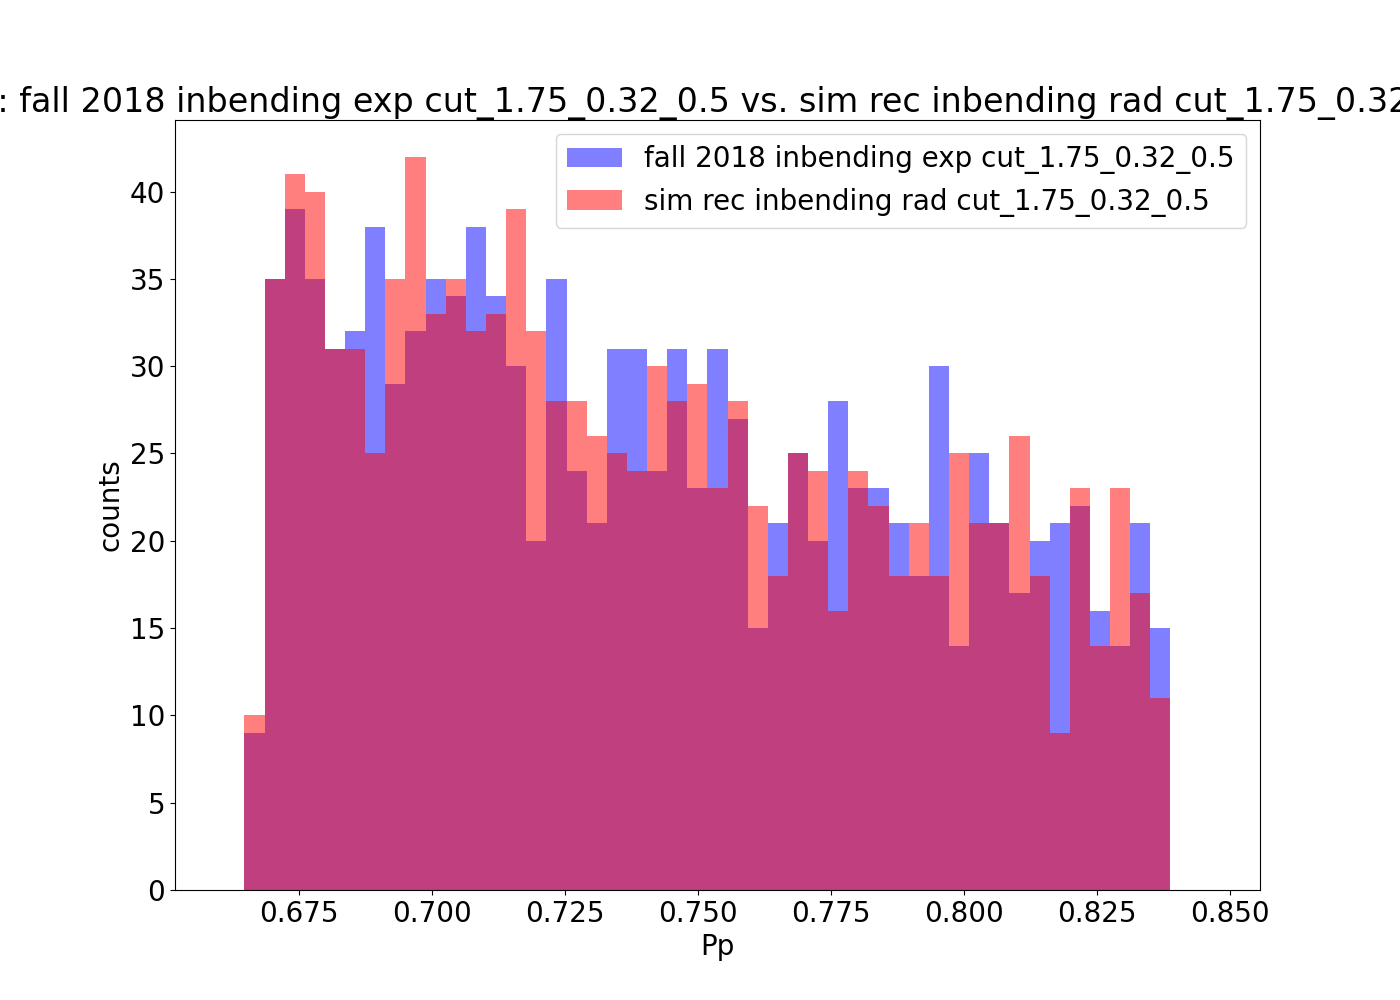 : fall 2018 inbending exp cut_1.75_0.32_0.5 vs. sim rec inbending rad cut_1.75_0.32
fall 2018 inbending exp cut_1.75_0.32_0.5
sim rec inbending rad cut_1.75_0.32_0.5
counts
40
35
30
25
20
15
10
5
0
0.675 0.700 0.725 0.750 0.775 0.800 0.825 0.850
Pp